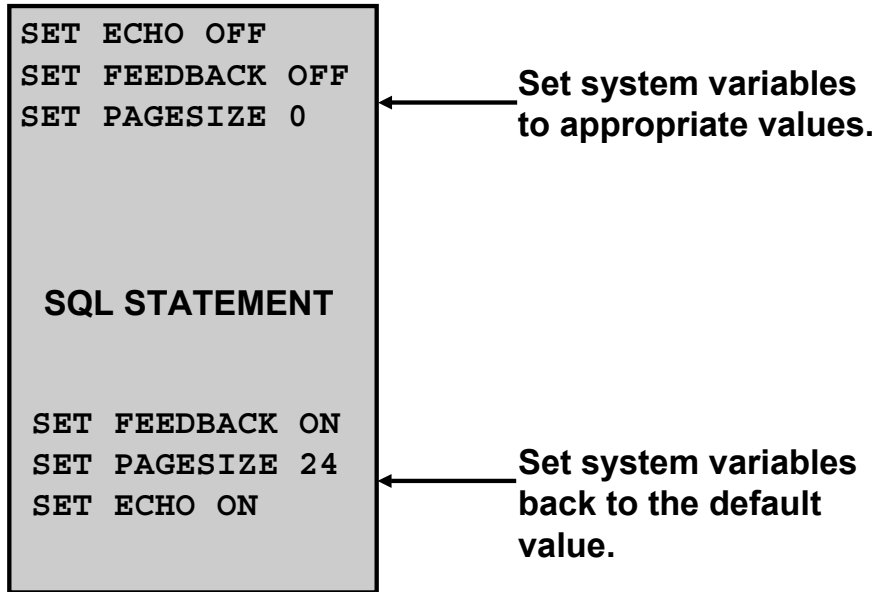 SET ECHO OFF
SET FEEDBACK OFF
SET PAGESIZE 0
Set system variables
to appropriate values.
SQL STATEMENT
SET FEEDBACK ON
SET PAGESIZE 24
SET ECHO ON
Set system variables
back to the default
value.